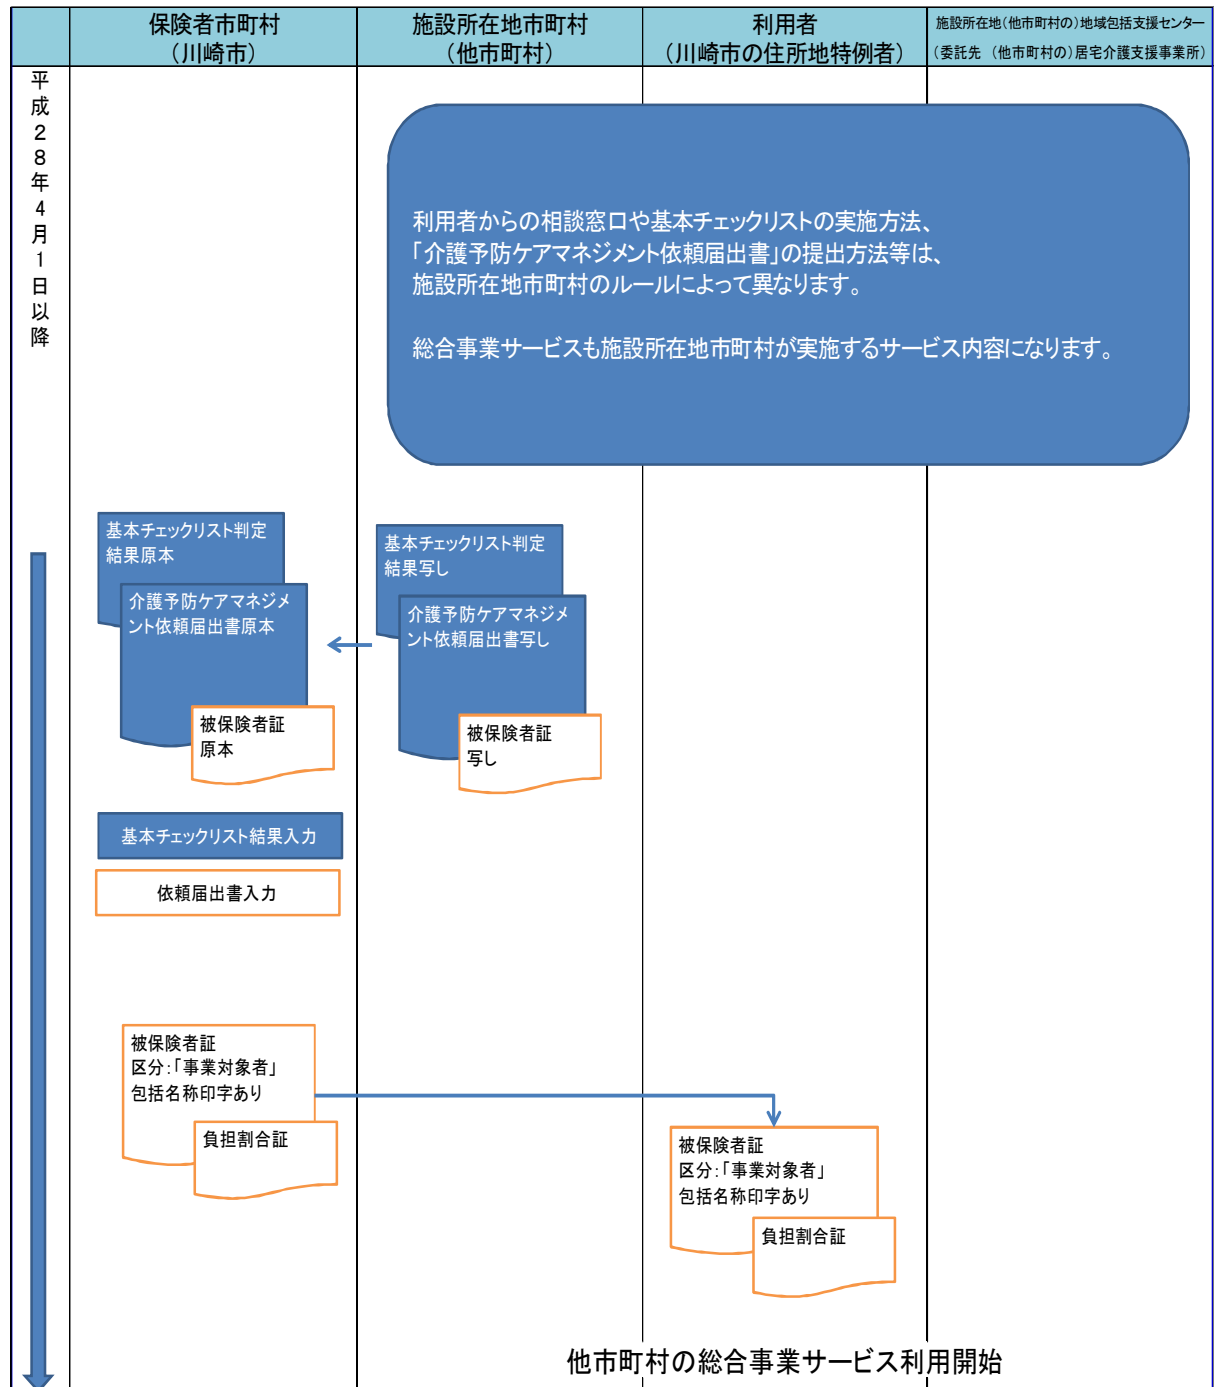 保険者市町村
（川崎市）
施設所在地市町村
（他市町村）
利用者
（川崎市の住所地特例者）
施設所在地（他市町村の）地域包括支援センター
（委託先　（他市町村の）居宅介護支援事業所）
平成２８年４月１日以降
利用者からの相談窓口や基本チェックリストの実施方法、
「介護予防ケアマネジメント依頼届出書」の提出方法等は、
施設所在地市町村のルールによって異なります。
総合事業サービスも施設所在地市町村が実施するサービス内容になります。
基本チェックリスト判定
結果原本
介護予防ケアマネジメ
ント依頼届出書原本
被保険者証
原本
基本チェックリスト判定
結果写し
介護予防ケアマネジメ
ント依頼届出書写し
被保険者証
写し
基本チェックリスト結果入力
依頼届出書入力
被保険者証
区分：「事業対象者」
包括名称印字あり
負担割合証
被保険者証
区分：「事業対象者」
包括名称印字あり
負担割合証
他市町村の総合事業サービス利用開始